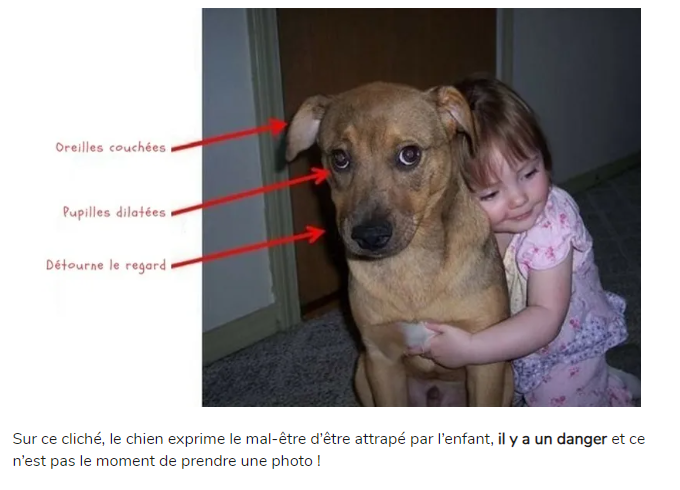 Oreilles couchées
Pupilles dilatées
Détourne le regard
Sur ce cliché, le chien exprime le mal-être d’être attrapé par l’enfant, il y a un danger et ce
n’est pas le moment de prendre une photo !